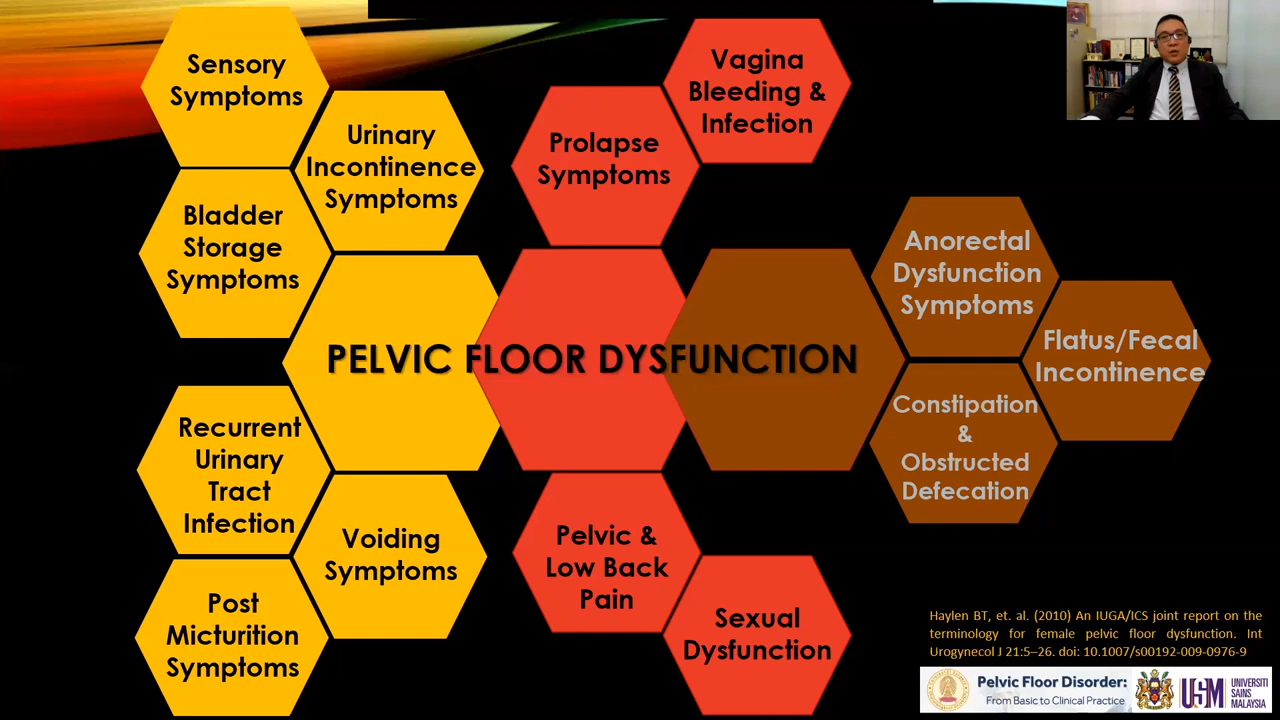 Sensory
Symptoms
Urinary
Incontinence
Symptoms
Bladder
Storage
Symptoms
Vagina
Bleeding &
Infection
Prolapse
Symptoms
Anorectal
Dysfunction
Symptoms
Flatus/Fecal
Incontinence
Constipation
&
Obstructed
Defecation
PELVIC FLOOR DYSFUNCTION
Recurrent
Urinary
Tract
Infection
Voiding
Symptoms
Post
Micturition
Symptoms
Pelvic &
Low Back
Pain
Sexual
Dysfunction
Haylen BT, et. al. (2010) An IUGA/ICS joint report on the
terminology for female pelvic floor dysfunction. Int
Urogynecol J 21:5–26. doi: 10.1007/s00192-009-0976-9
Pelvic Floor Disorder:
From Basic to Clinical Practice
USM
UNIVERSITI
SAINS
MALAYSIA